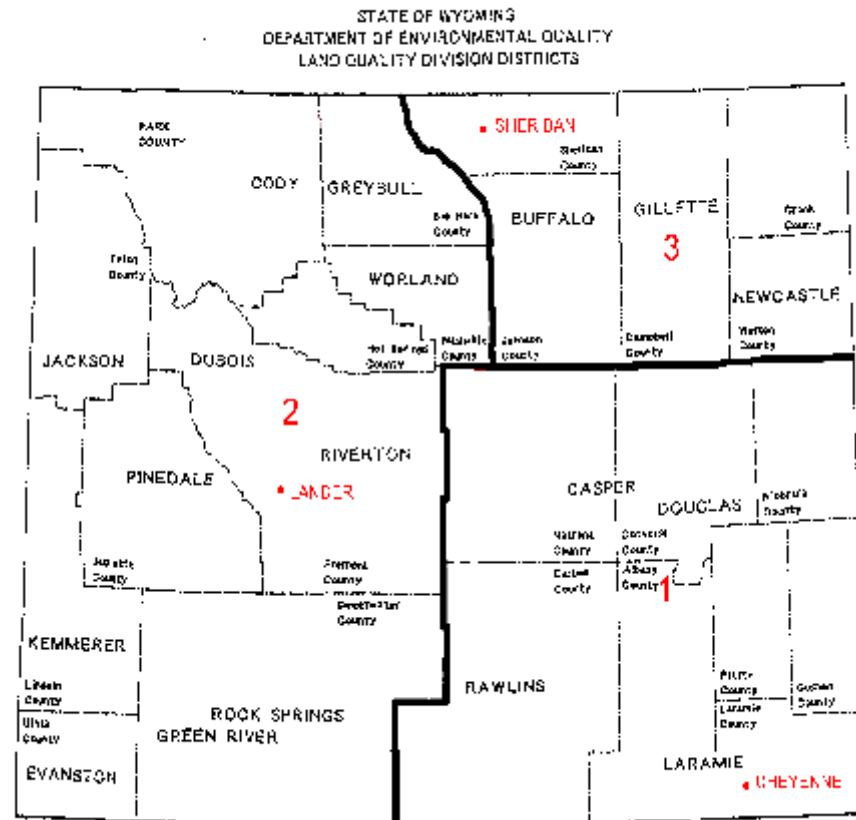 STATE OF WYOMING
DEPARTMENT OF ENVIRONMENTAL QUALITY
LAND QUALITY DIVISION DISTRICTS
PARK
COUNTY
SHERIDAN
Sheridan
County
CODY
GREYBULL
Big Horn
County
BUFFALO
GILLETTE
3
Crook
County
Teton
County
WORLAND
NEWCASTLE
JACKSON
DUBOIS
Hot Springs
County
Washakie
County
Johnson
County
Campbell
County
Weston
County
2
RIVERTON
PINEDALE
LANDER
CASPER
DOUGLAS
Niobrara
County
Natrona
County
Converse
County
Sublette
County
Fremont
County
Carbon
County
Albany
County
1
Sweetwater
County
KEMMERER
Lincoln
County
Uinta
County
RAWLINS
Platte
County
Goshen
County
Laramie
County
ROCK SPRINGS
GREEN RIVER
EVANSTON
LARAMIE
CHEYENNE